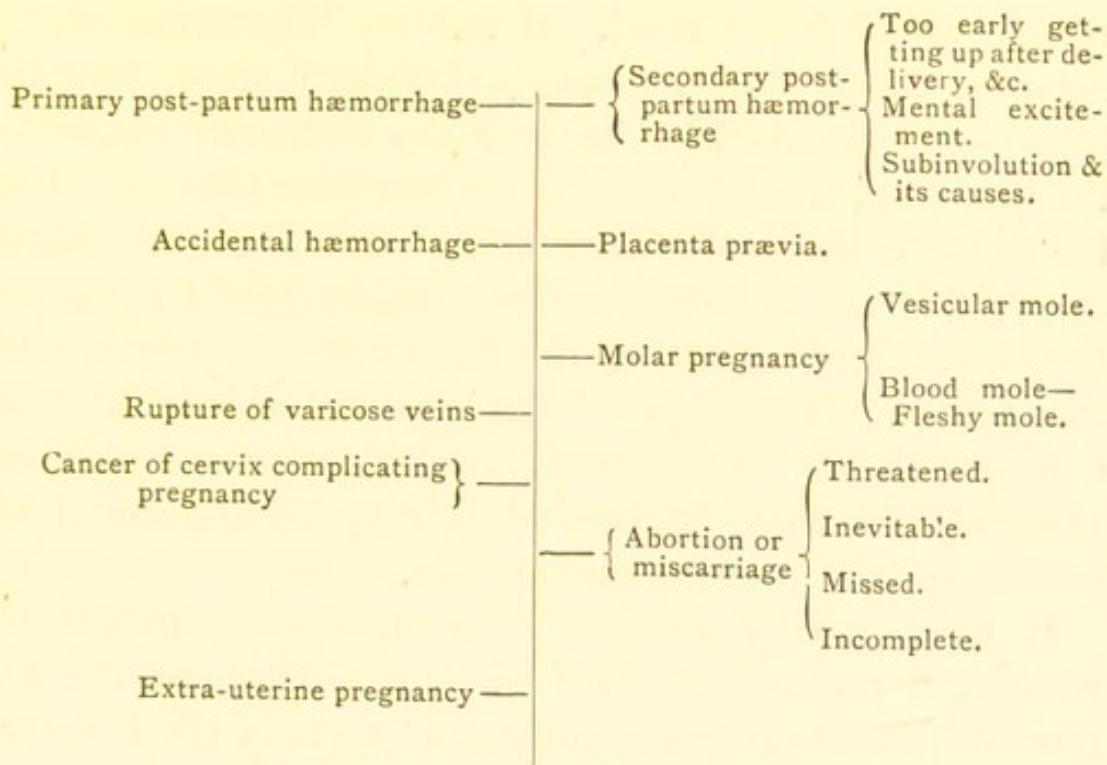 Primary post-partum hæmorrhage
Secondary post-
partum hæmor-
rhage
Too early get-
ting up after de-
livery, &c.
Mental excite-
ment.
Subinvolution &
its causes.
Accidental hæmorrhage
Placenta prævia.
Molar pregnancy
Vesicular mole.
Blood mole—
Fleshy mole.
Rupture of varicose veins
Cancer of cervix complicating
pregnancy
Abortion or
miscarriage
Threatened.
Inevitable.
Missed.
Incomplete.
Extra-uterine pregnancy